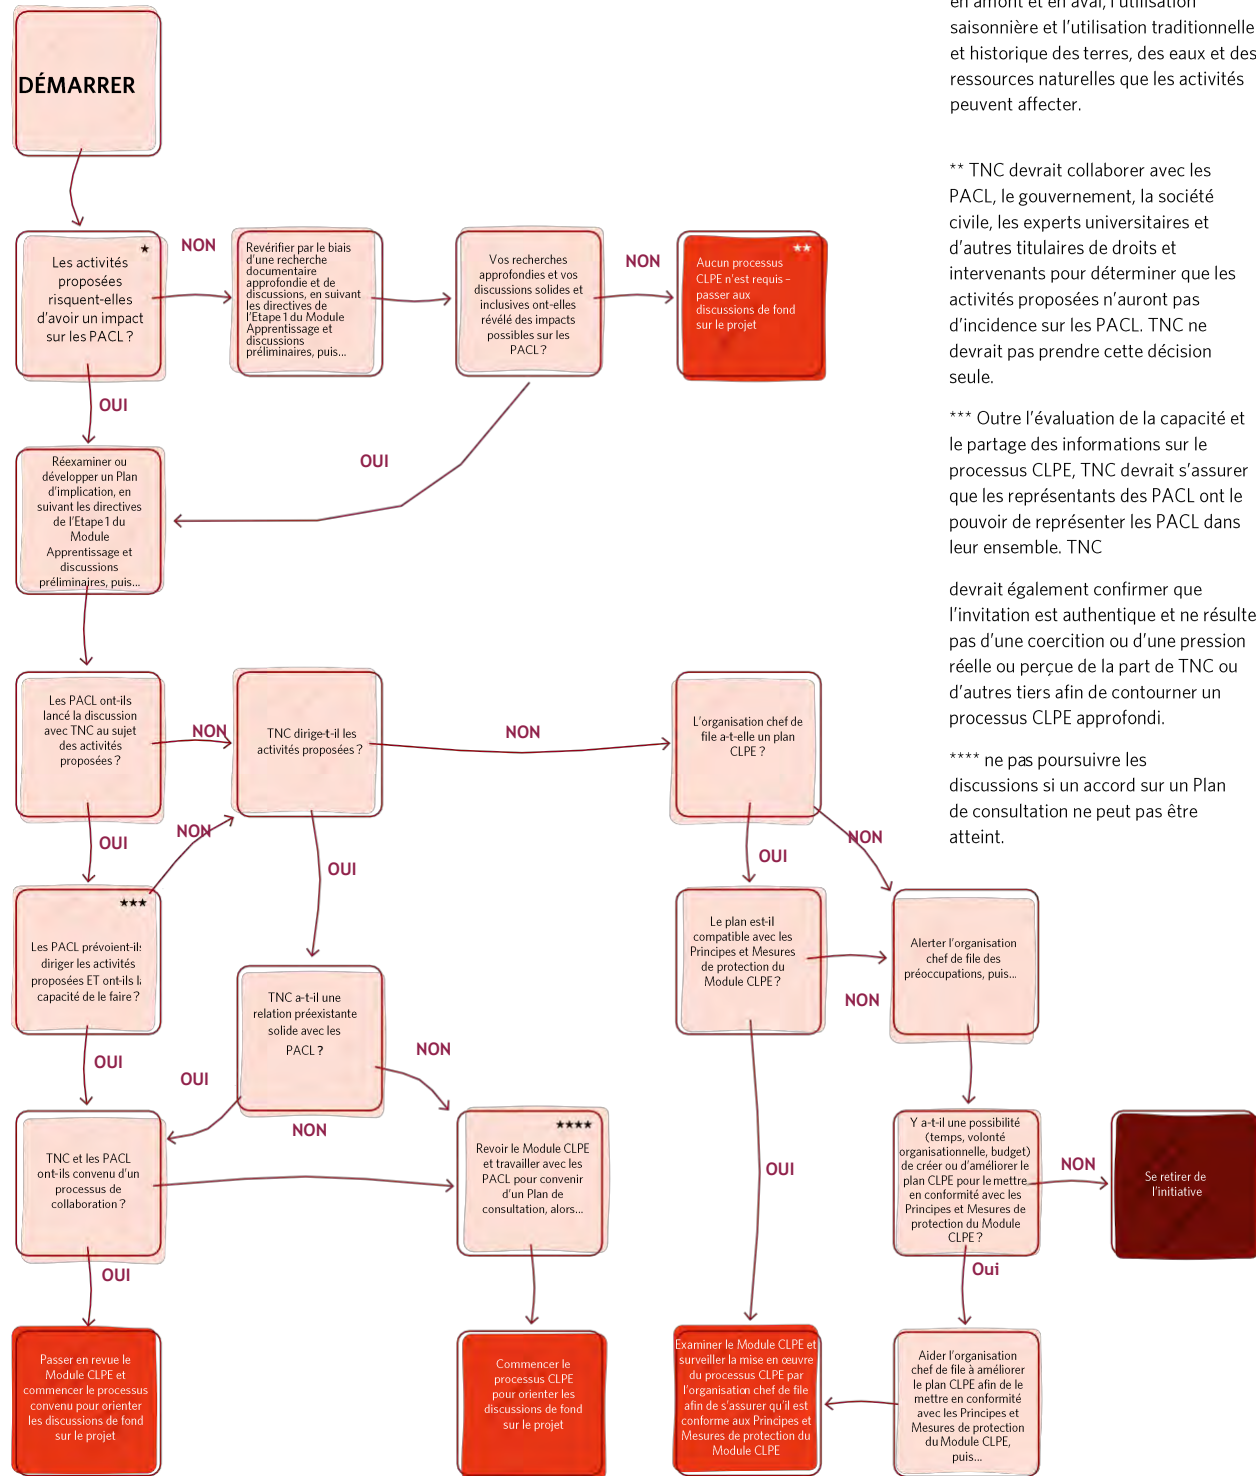 DÉMARRER
en amont et en aval, l'utilisation
saisonnière et l'utilisation traditionnelle
et historique des terres, des eaux et des
ressources naturelles que les activités
peuvent affecter.
** TNC devrait collaborer avec les
PACL, le gouvernement, la société
civile, les experts universitaires et
d'autres titulaires de droits et
intervenants pour déterminer que les
activités proposées n'auront pas
d'incidence sur les PACL. TNC ne
devrait pas prendre cette décision
seule.
*** Outre l'évaluation de la capacité et
le partage des informations sur le
processus CLPE, TNC devrait s'assurer
que les représentants des PACL ont le
pouvoir de représenter les PACL dans
leur ensemble. TNC
devrait également confirmer que
l'invitation est authentique et ne résulte
pas d'une coercition ou d'une pression
réelle ou perçue de la part de TNC ou
d'autres tiers afin de contourner un
processus CLPE approfondi.
**** ne pas poursuivre les
discussions si un accord sur un Plan
de consultation ne peut pas être
atteint.
★
Les activités
proposées
risquent-elles
d'avoir un impact
sur les PACL ?
NON
Revérifier par le biais
d'une recherche
documentaire
approfondie et de
discussions, en suivant
les directives de
l'Etape 1 du Module
Apprentissage et
discussions
préliminaires, puis...
Vos recherches
approfondies et vos
discussions solides et
inclusives ont-elles
révélé des impacts
possibles sur les
PACL ?
NON
★★
Aucun processus
CLPE n'est requis –
passer aux
discussions de fond
sur le projet
OUI
OUI
Réexaminer ou
développer un Plan
d'implication, en
suivant les directives
de l'Etape 1 du
Module
Apprentissage et
discussions
préliminaires, puis...
Les PACL ont-ils
lancé la discussion
avec TNC au sujet
des activités
proposées ?
NON
TNC dirige-t-il les
activités proposées ?
NON
L'organisation chef de
file a-t-elle un plan
CLPE ?
OUI
NON
OUI
OUI
NON
★★★
Les PACL prévoient-ils
diriger les activités
proposées ET ont-ils la
capacité de le faire ?
Le plan est-il
compatible avec les
Principes et Mesures
de protection du
Module CLPE ?
NON
Alerter l'organisation
chef de file des
préoccupations, puis...
TNC a-t-il une
relation préexistante
solide avec les
PACL ?
OUI
OUI
NON
NON
TNC et les PACL
ont-ils convenu d'un
processus de
collaboration ?
★★★★
Revoir le Module CLPE
et travailler avec les
PACL pour convenir
d'un Plan de
consultation, alors...
OUI
Y a-t-il une possibilité
(temps, volonté
organisationnelle, budget)
de créer ou d'améliorer le
plan CLPE pour le mettre
en conformité avec les
Principes et Mesures de
protection du Module
CLPE ?
NON
Se retirer de
l'initiative
OUI
Oui
Passer en revue le
Module CLPE et
commencer le processus
convenu pour orienter
les discussions de fond
sur le projet
Commencer le
processus CLPE
pour orienter les
discussions de fond
sur le projet
Examiner le Module CLPE et
surveiller la mise en œuvre
du processus CLPE par
l'organisation chef de file
afin de s'assurer qu'il est
conforme aux Principes et
Mesures de protection du
Module CLPE
Aider l'organisation
chef de file à améliorer
le plan CLPE afin de le
mettre en conformité
avec les Principes et
Mesures de protection
du Module CLPE,
puis...